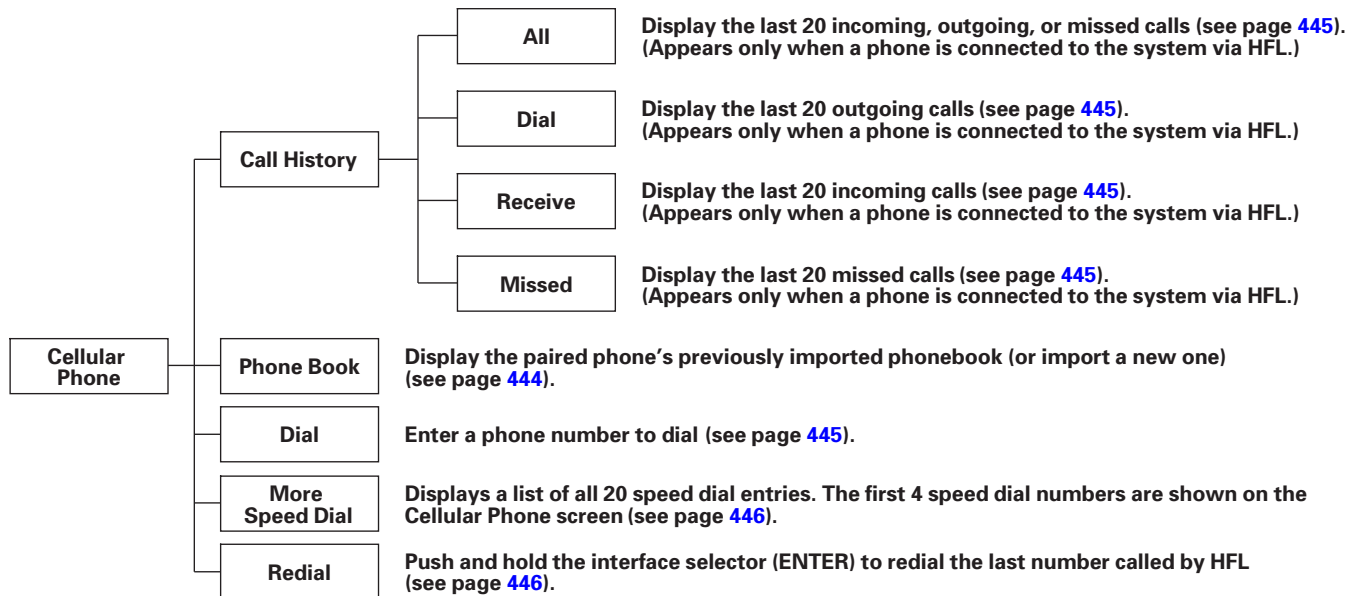 All
Display the last 20 incoming, outgoing, or missed calls (see page 445).
(Appears only when a phone is connected to the system via HFL.)
Dial
Display the last 20 outgoing calls (see page 445).
(Appears only when a phone is connected to the system via HFL.)
Call History
Receive
Display the last 20 incoming calls (see page 445).
(Appears only when a phone is connected to the system via HFL.)
Missed
Display the last 20 missed calls (see page 445).
(Appears only when a phone is connected to the system via HFL.)
Cellular
Phone
Phone Book
Display the paired phone's previously imported phonebook (or import a new one)
(see page 444).
Dial
Enter a phone number to dial (see page 445).
More
Speed Dial
Displays a list of all 20 speed dial entries. The first 4 speed dial numbers are shown on the
Cellular Phone screen (see page 446).
Redial
Push and hold the interface selector (ENTER) to redial the last number called by HFL
(see page 446).